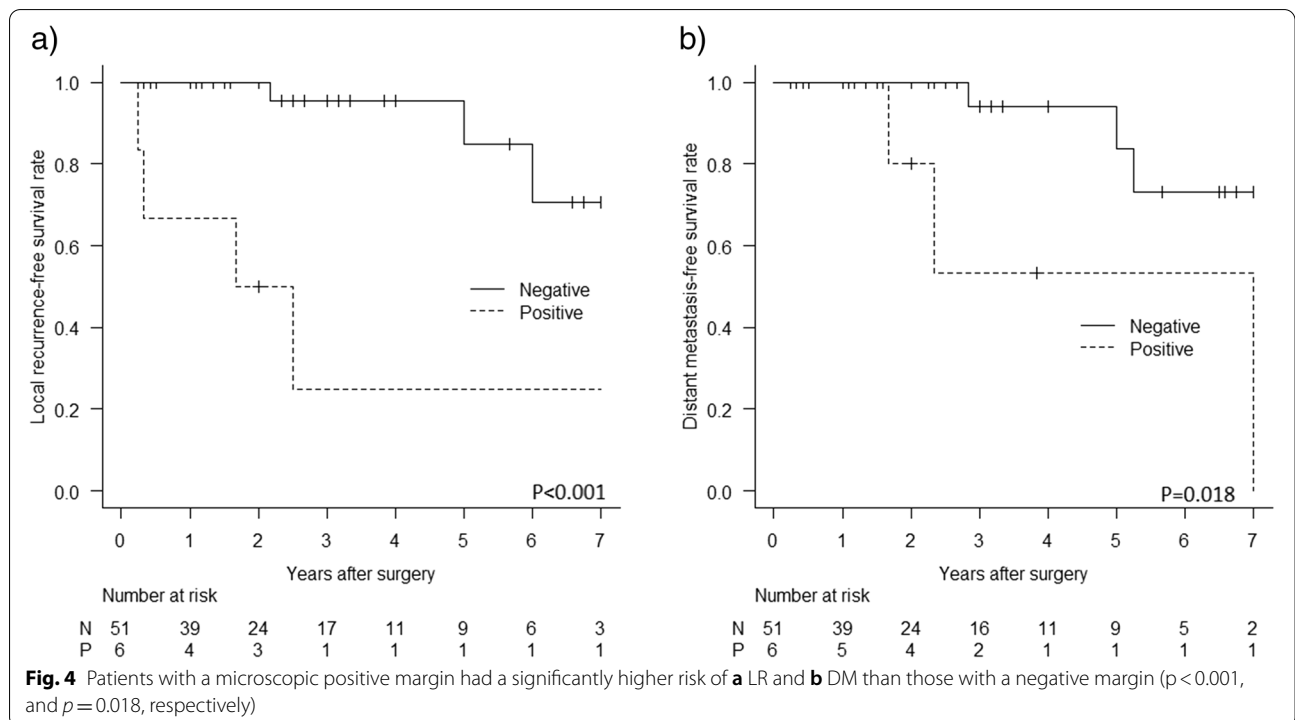 a)
Local recurrence-free survival rate
1.0
0.8
0.6
0.4
0.2
0.0
Negative
Positive
P<0.001
0 1 2 3 4 5 6 7
Years after surgery
Number at risk
N 51 39 24 17 11 9 6 3
P 6 4 3 1 1 1 1 1
b)
Distant metastasis-free survival rate
1.0
0.8
0.6
0.4
0.2
0.0
Negative
Positive
P=0.018
0 1 2 3 4 5 6 7
Years after surgery
Number at risk
N 51 39 24 16 11 9 5 2
P 6 5 4 2 1 1 1 1
Fig. 4 Patients with a microscopic positive margin had a significantly higher risk of a LR and b DM than those with a negative margin (p < 0.001,
and p = 0.018, respectively)